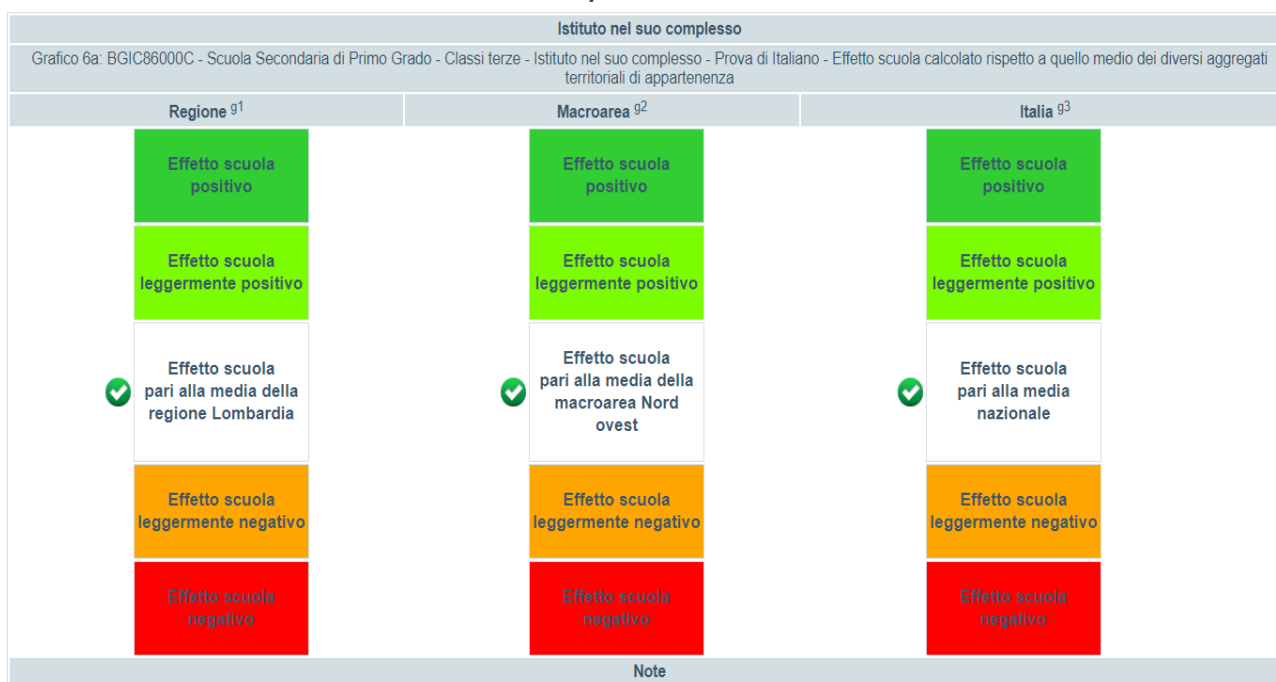 Istituto nel suo complesso
Grafico 6a: BGIC86000C - Scuola Secondaria di Primo Grado - Classi terze - Istituto nel suo complesso - Prova di Italiano - Effetto scuola calcolato rispetto a quello medio dei diversi aggregati
territoriali di appartenenza
Regione g1
Macroarea g2
Italia g3
Effetto scuola
positivo
Effetto scuola
positivo
Effetto scuola
positivo
Effetto scuola
leggermente positivo
Effetto scuola
leggermente positivo
Effetto scuola
leggermente positivo
Effetto scuola
pari alla media della
regione Lombardia
Effetto scuola
pari alla media della
macroarea Nord
ovest
Effetto scuola
pari alla media
nazionale
Effetto scuola
leggermente negativo
Effetto scuola
leggermente negativo
Effetto scuola
leggermente negativo
Effetto scuola
negativo
Effetto scuola
negativo
Effetto scuola
negativo
Note